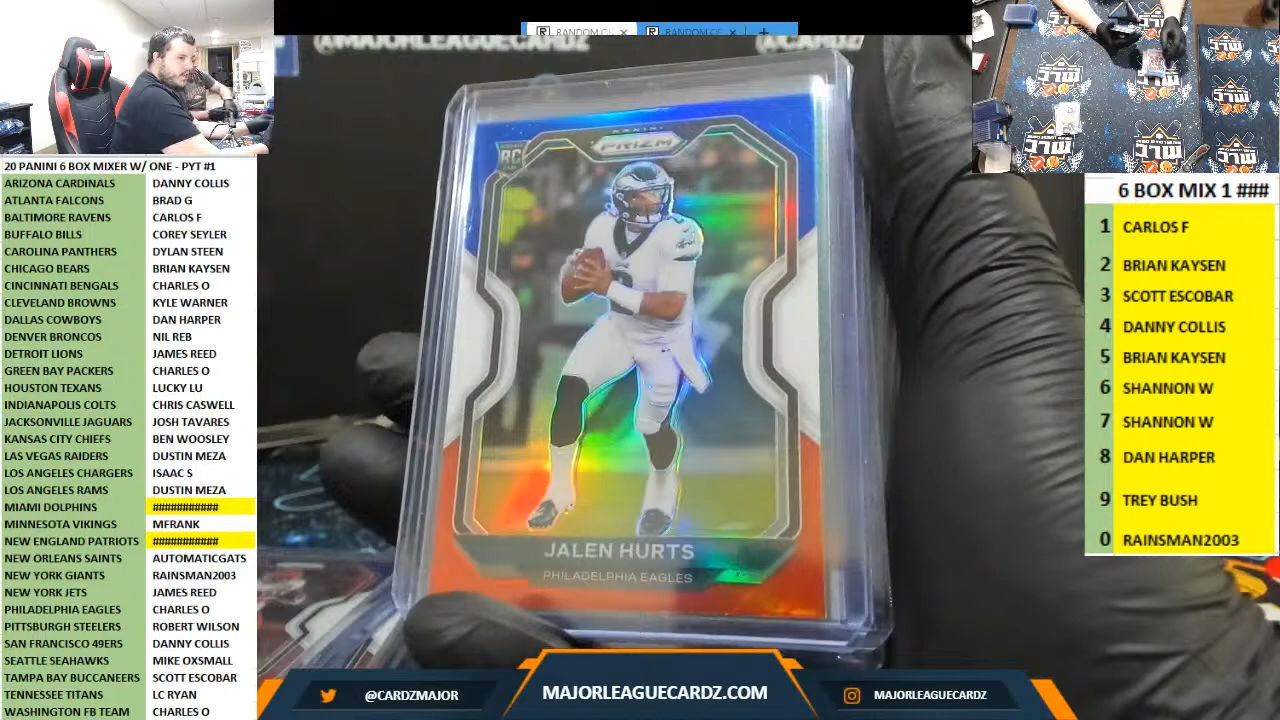 RANDOM.OR
RANDOM.OR
@MAJORLEAGUECARDZ
@CARDZ
20 PANINI 6 BOX MIXER W/ ONE - PYT #1
ARIZONA CARDINALS DANNY COLLIS
ATLANTA FALCONS BRAD G
BALTIMORE RAVENS CARLOS F
BUFFALO BILLS COREY SEYLER
CAROLINA PANTHERS DYLAN STEEN
CHICAGO BEARS BRIAN KAYSEN
CINCINNATI BENGALS CHARLES O
CLEVELAND BROWNS KYLE WARNER
DALLAS COWBOYS DAN HARPER
DENVER BRONCOS NIL REB
DETROIT LIONS JAMES REED
GREEN BAY PACKERS CHARLES O
HOUSTON TEXANS LUCKY LU
INDIANAPOLIS COLTS CHRIS CASWELL
JACKSONVILLE JAGUARS JOSH TAVARES
KANSAS CITY CHIEFS BEN WOOSLEY
LAS VEGAS RAIDERS DUSTIN MEZA
LOS ANGELES CHARGERS ISAAC S
LOS ANGELES RAMS DUSTIN MEZA
MIAMI DOLPHINS ###########
MINNESOTA VIKINGS MFRANK
NEW ENGLAND PATRIOTS ###########
NEW ORLEANS SAINTS AUTOMATICGATS
NEW YORK GIANTS RAINSMAN2003
NEW YORK JETS JAMES REED
PHILADELPHIA EAGLES CHARLES O
PITTSBURGH STEELERS ROBERT WILSON
SAN FRANCISCO 49ERS DANNY COLLIS
SEATTLE SEAHAWKS MIKE OXSMALL
TAMPA BAY BUCCANEERS SCOTT ESCOBAR
TENNESSEE TITANS LC RYAN
WASHINGTON FB TEAM CHARLES O
PANINI
PRIZM
RC
JALEN HURTS
PHILADELPHIA EAGLES
6 BOX MIX 1 ###
1 CARLOS F
2 BRIAN KAYSEN
3 SCOTT ESCOBAR
4 DANNY COLLIS
5 BRIAN KAYSEN
6 SHANNON W
7 SHANNON W
8 DAN HARPER
9 TREY BUSH
0 RAINSMAN2003
@CARDZMAJOR
MAJORLEAGUECARDZ.COM
MAJORLEAGUECARDZ